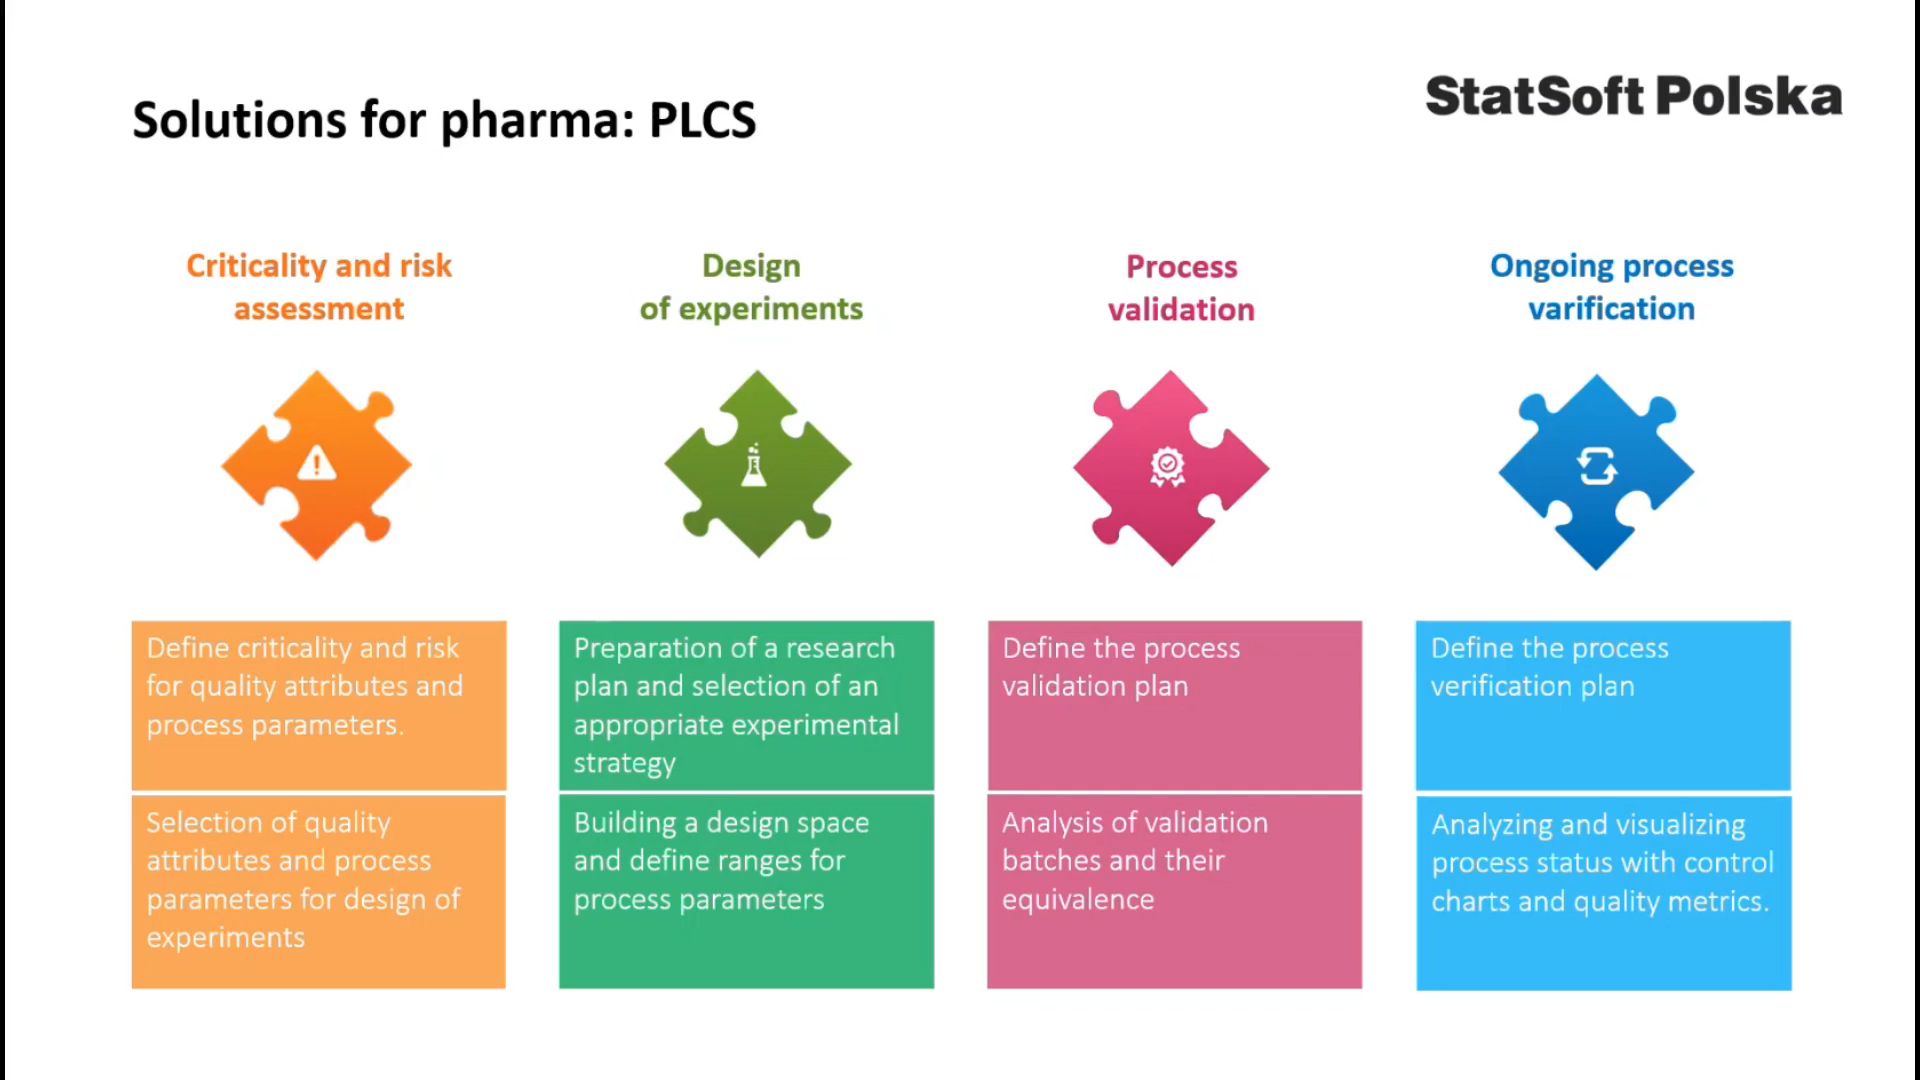 Solutions for pharma: PLCS
StatSoft Polska
Criticality and risk
assessment
Design
of experiments
Process
validation
Ongoing process
varification
Define criticality and risk
for quality attributes and
process parameters.
Preparation of a research
plan and selection of an
appropriate experimental
strategy
Define the process
validation plan
Define the process
verification plan
Selection of quality
attributes and process
parameters for design of
experiments
Building a design space
and define ranges for
process parameters
Analysis of validation
batches and their
equivalence
Analyzing and visualizing
process status with control
charts and quality metrics.